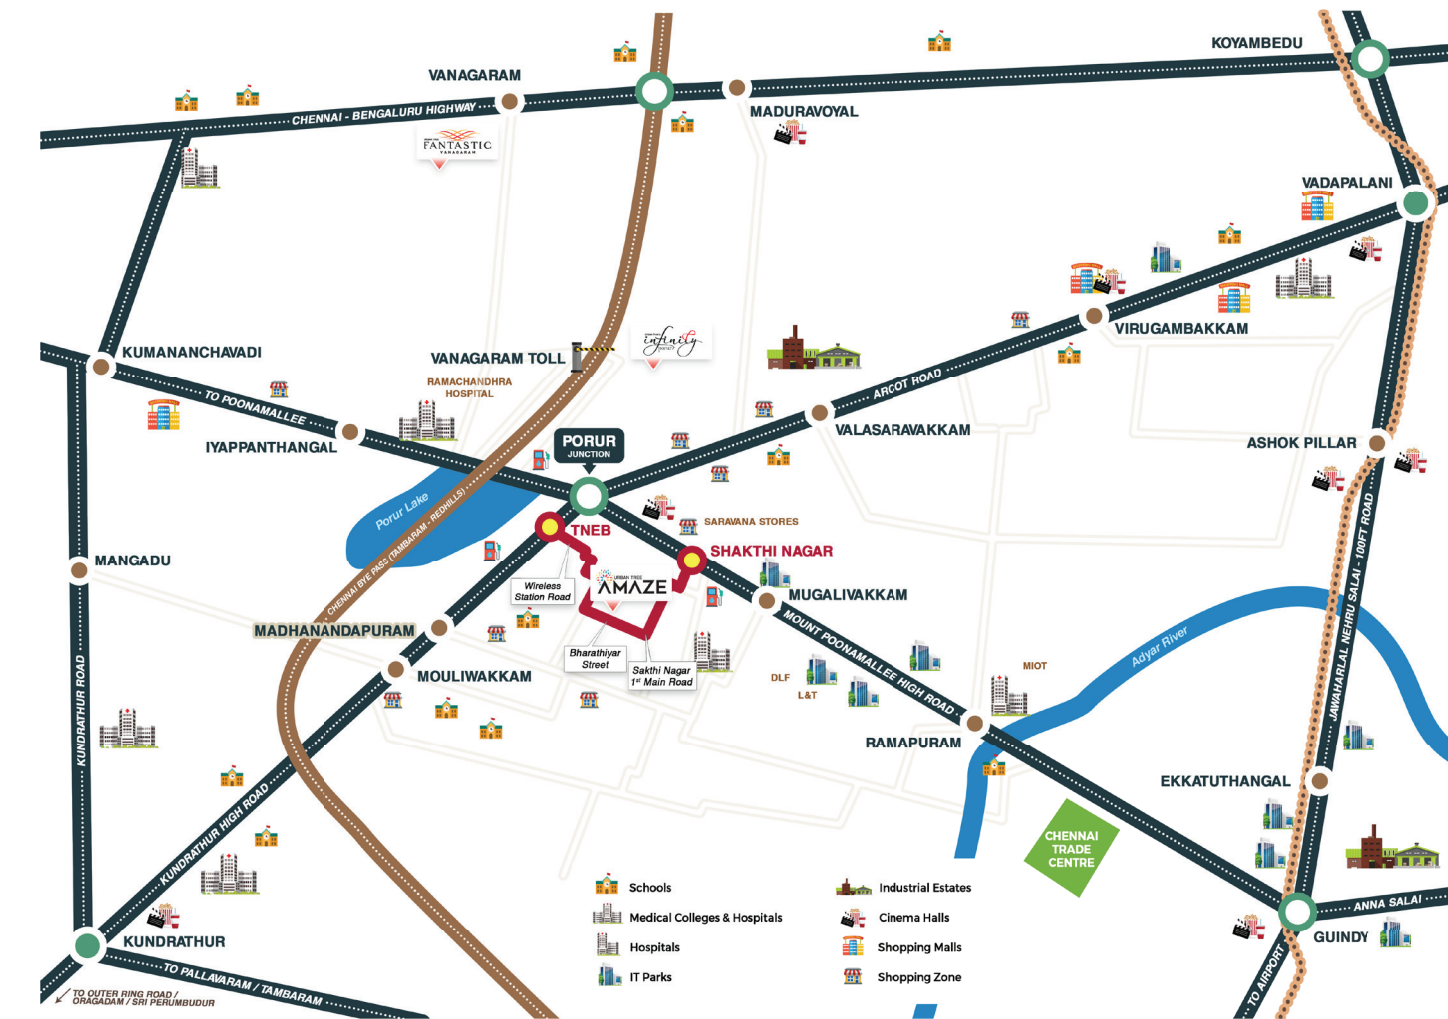 KOYAMBEDU
VANAGARAM
CHENNAI - BENGALURU HIGHWAY
MADURAVOYAL
FANTASTIC
VANAGARAM
VADAPALANI
VIRUGAMBAKKAM
infinity
KUMANANCHAVADI
VANAGARAM TOLL
RAMACHANDHRA
HOSPITAL
ARCOT ROAD
TO POONAMALLEE
IYAPPANTHANGAL
PORUR
JUNCTION
VALASARAVAKKAM
ASHOK PILLAR
Porur Lake
CHENNAI BYE PASS (TAMBARAM - REDHILLS)
SARAVANA STORES
TNEB
SHAKTHI NAGAR
JAWAHARLAL NEHRU SALAI - 100FT ROAD
MANGADU
Wireless
Station Road
URBAN TREE
AMAZE
MUGALIVAKKAM
MADHANANDAPURAM
MOUNT POONAMALLEE HIGH ROAD
Adyar River
Bharathiyar
Street
Sakthi Nagar
1st Main Road
MOULIWAKKAM
DLF
L&T
MIOT
KUNDRATHUR ROAD
RAMAPURAM
EKKATUTHANGAL
KUNDRATHUR HIGH ROAD
CHENNAI
TRADE
CENTRE
Schools
Industrial Estates
Medical Colleges & Hospitals
Cinema Halls
Hospitals
Shopping Malls
IT Parks
Shopping Zone
ANNA SALAI
GUINDY
TO AIRPORT
KUNDRATHUR
TO PALLAVARAM / TAMBARAM
TO OUTER RING ROAD /
ORAGADAM / SRI PERUMBUDUR